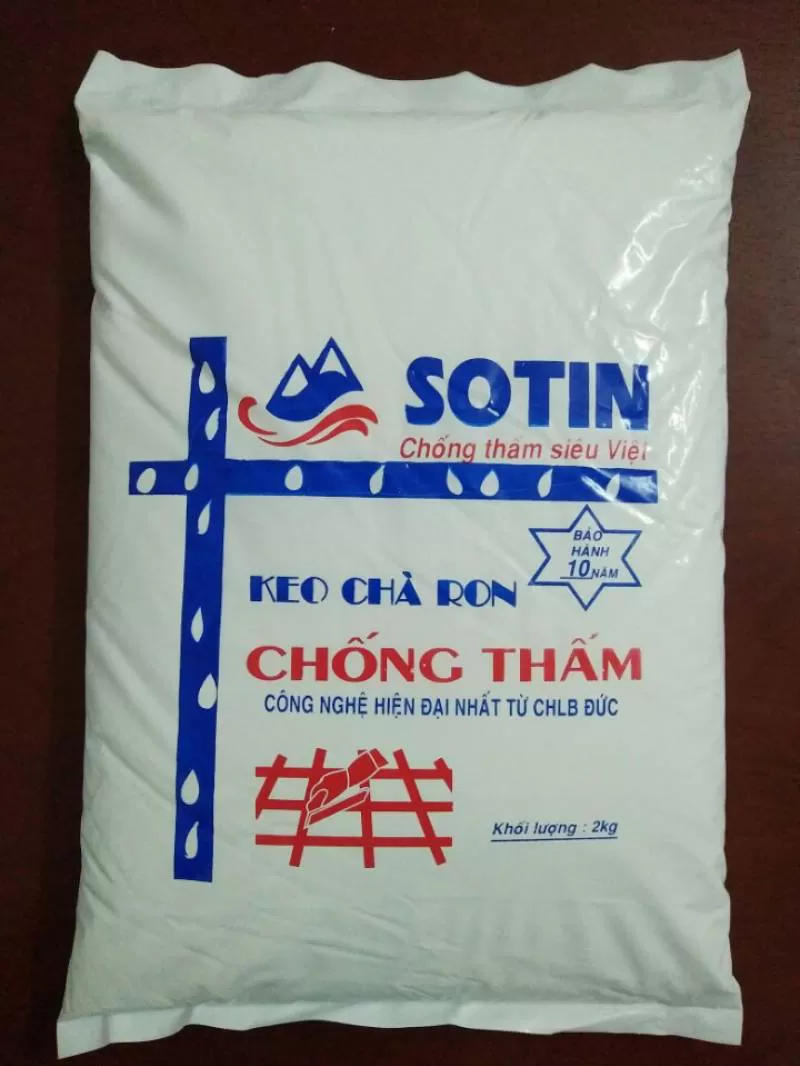 SOTIN
Chống thấm siêu Việt
BẢO
HÀNH
10 NĂM
KEO CHÀ RON
CHỐNG THẤM
CÔNG NGHỆ HIỆN ĐẠI NHẤT TỪ CHLB ĐỨC
Khối lượng : 2kg